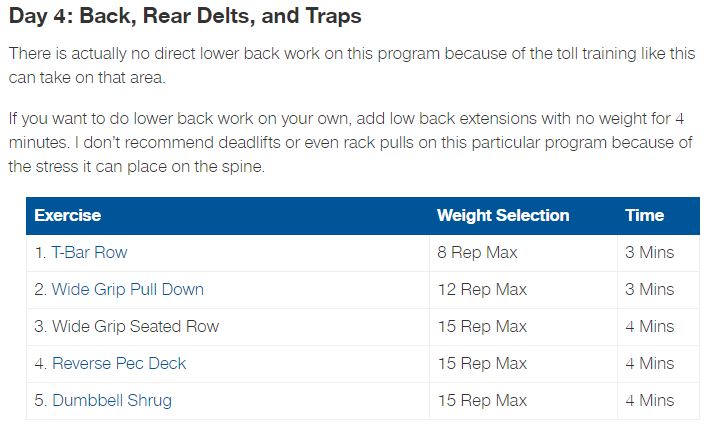 Day 4: Back, Rear Delts, and Traps
There is actually no direct lower back work on this program because of the toll training like this
can take on that area.
If you want to do lower back work on your own, add low back extensions with no weight for 4
minutes. I don't recommend deadlifts or even rack pulls on this particular program because of
the stress it can place on the spine.
Exercise Weight Selection Time
1. T-Bar Row 8 Rep Max 3 Mins
2. Wide Grip Pull Down 12 Rep Max 3 Mins
3. Wide Grip Seated Row 15 Rep Max 4 Mins
4. Reverse Pec Deck 15 Rep Max 4 Mins
5. Dumbbell Shrug 15 Rep Max 4 Mins